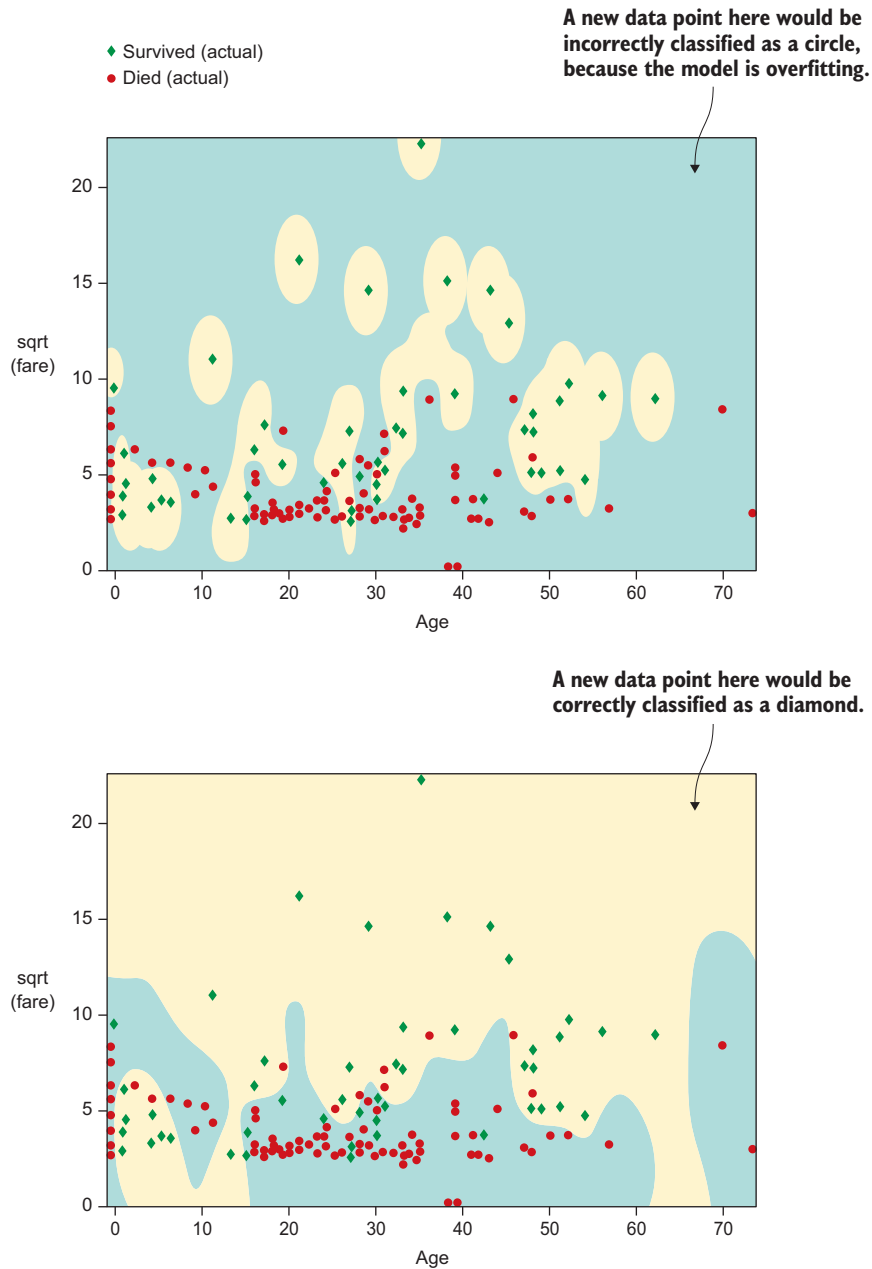 A new data point here would be
incorrectly classified as a circle,
because the model is overfitting.
Survived (actual)
Died (actual)
20
15
sqrt
(fare)
10
5
0
0 10 20 30 40 50 60 70
Age
A new data point here would be
correctly classified as a diamond.
20
15
sqrt
(fare)
10
5
0
0 10 20 30 40 50 60 70
Age